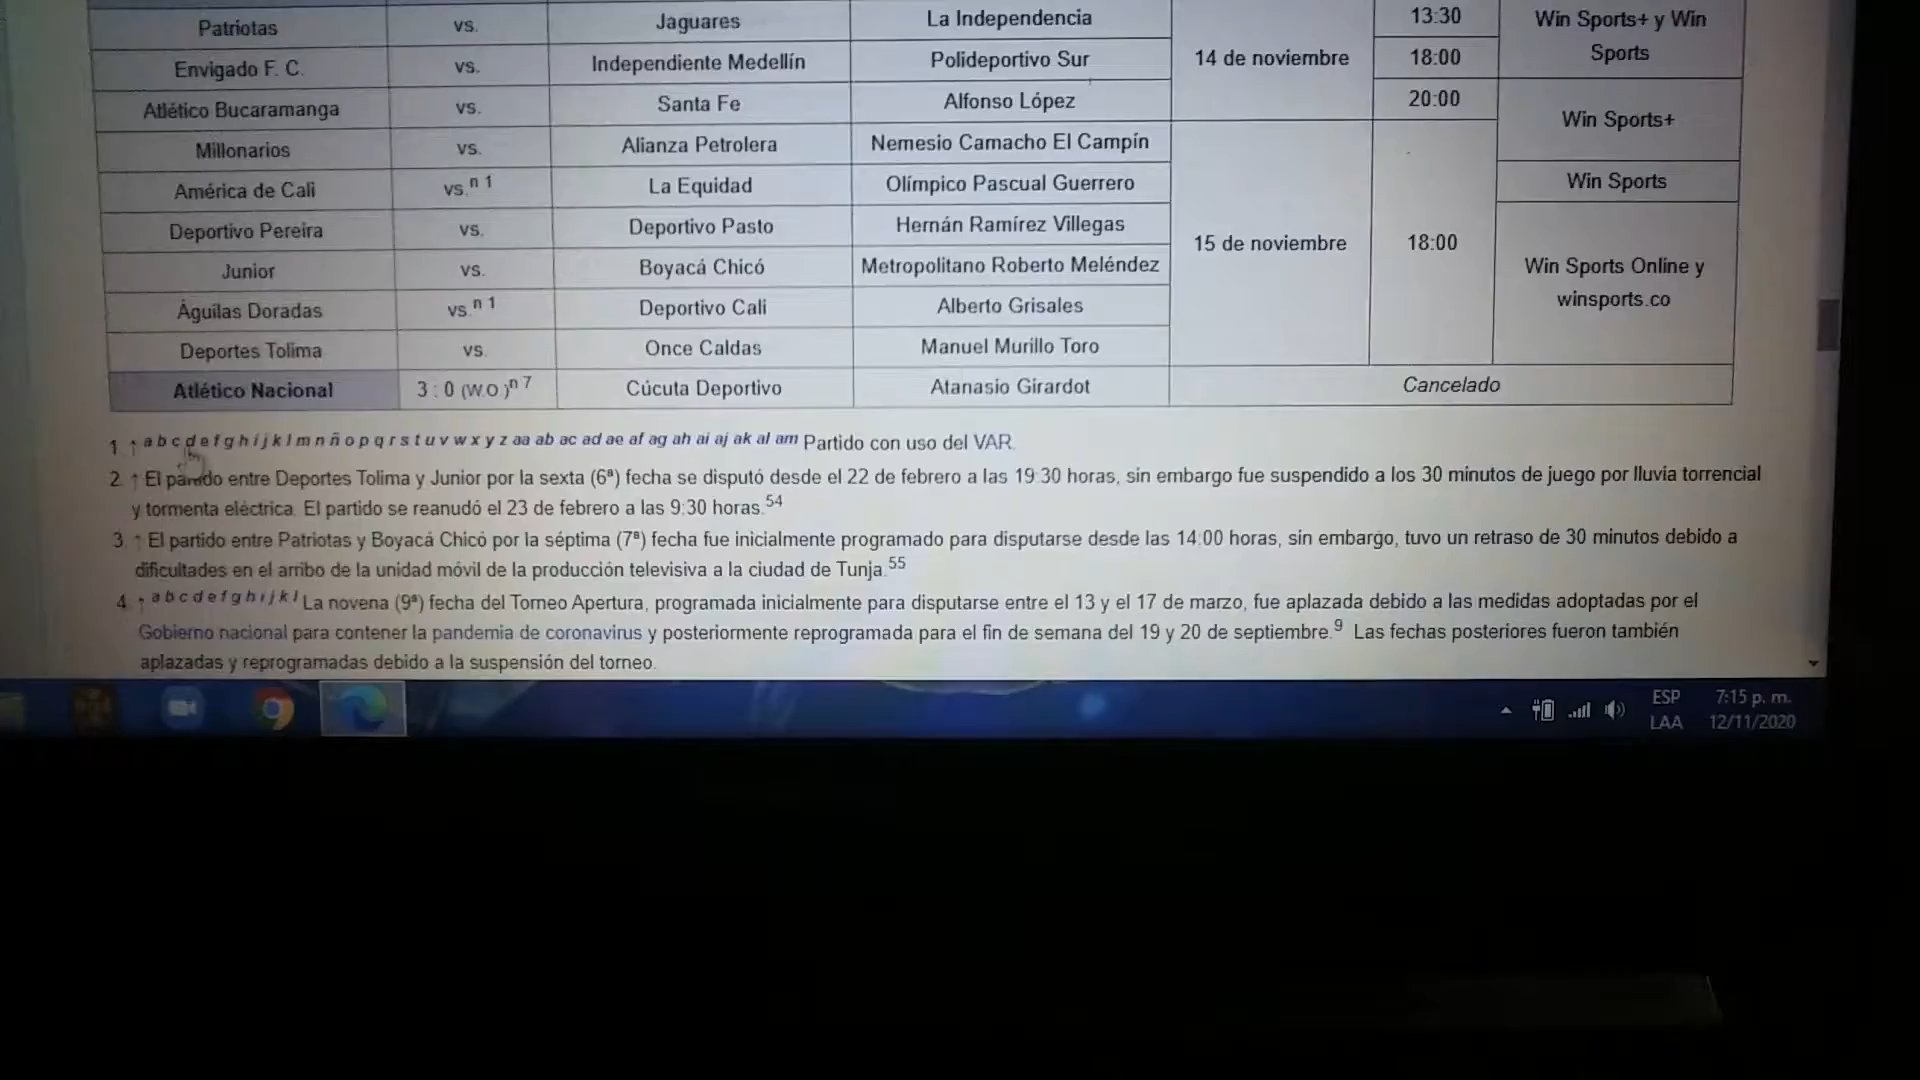 Patriotas vs. Jaguares La Independencia 14 de noviembre 13:30 Win Sports+ y Win Sports
Envigado F. C. vs. Independiente Medellín Polideportivo Sur 18:00
Atlético Bucaramanga vs. Santa Fe Alfonso López 20:00 Win Sports+
Millonarios vs. Alianza Petrolera Nemesio Camacho El Campín 15 de noviembre 18:00
América de Cali vs. n 1 La Equidad Olímpico Pascual Guerrero Win Sports
Deportivo Pereira vs. Deportivo Pasto Hernán Ramírez Villegas Win Sports Online y winsports.co
Junior vs. Boyacá Chicó Metropolitano Roberto Meléndez
Águilas Doradas vs. n 1 Deportivo Cali Alberto Grisales
Deportes Tolima vs. Once Caldas Manuel Murillo Toro
Atlético Nacional 3 : 0 (W.O.) n 7 Cúcuta Deportivo Atanasio Girardot Cancelado
1. ↑ a b c d e f g h i j k l m n ñ o p q r s t u v w x y z aa ab ac ad ae af ag ah ai aj ak al am Partido con uso del VAR.
2. ↑ El partido entre Deportes Tolima y Junior por la sexta (6ª) fecha se disputó desde el 22 de febrero a las 19:30 horas, sin embargo fue suspendido a los 30 minutos de juego por lluvia torrencial
y tormenta eléctrica. El partido se reanudó el 23 de febrero a las 9:30 horas.54
3. ↑ El partido entre Patriotas y Boyacá Chicó por la séptima (7ª) fecha fue inicialmente programado para disputarse desde las 14:00 horas, sin embargo, tuvo un retraso de 30 minutos debido a
dificultades en el arribo de la unidad móvil de la producción televisiva a la ciudad de Tunja.55
4. ↑ a b c d e f g h i j k l La novena (9ª) fecha del Torneo Apertura, programada inicialmente para disputarse entre el 13 y el 17 de marzo, fue aplazada debido a las medidas adoptadas por el
Gobierno nacional para contener la pandemia de coronavirus y posteriormente reprogramada para el fin de semana del 19 y 20 de septiembre.9 Las fechas posteriores fueron también
aplazadas y reprogramadas debido a la suspensión del torneo.
ESP 7:15 p. m.
LAA 12/11/2020